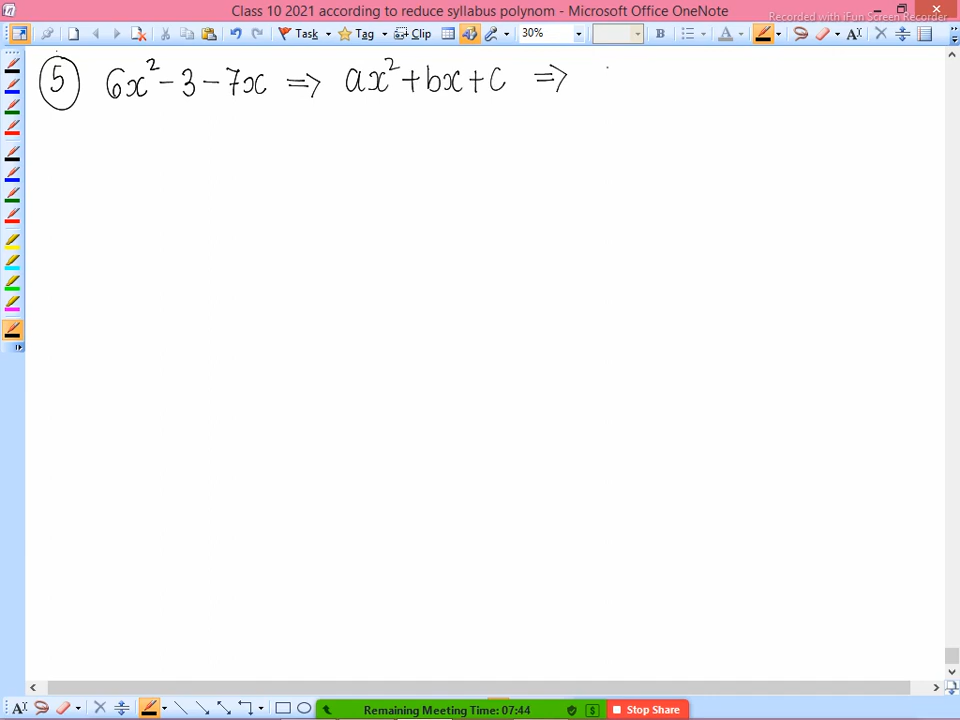 Class 10 2021 according to reduce syllabus polynom - Microsoft Office OneNote
Recorded with iFun Screen Recorder
Task Tag Clip 30% B A A
⑤ 6x² - 3 - 7x ⇒ ax² + bx + c ⇒
A Remaining Meeting Time: 07:44 $ Stop Share